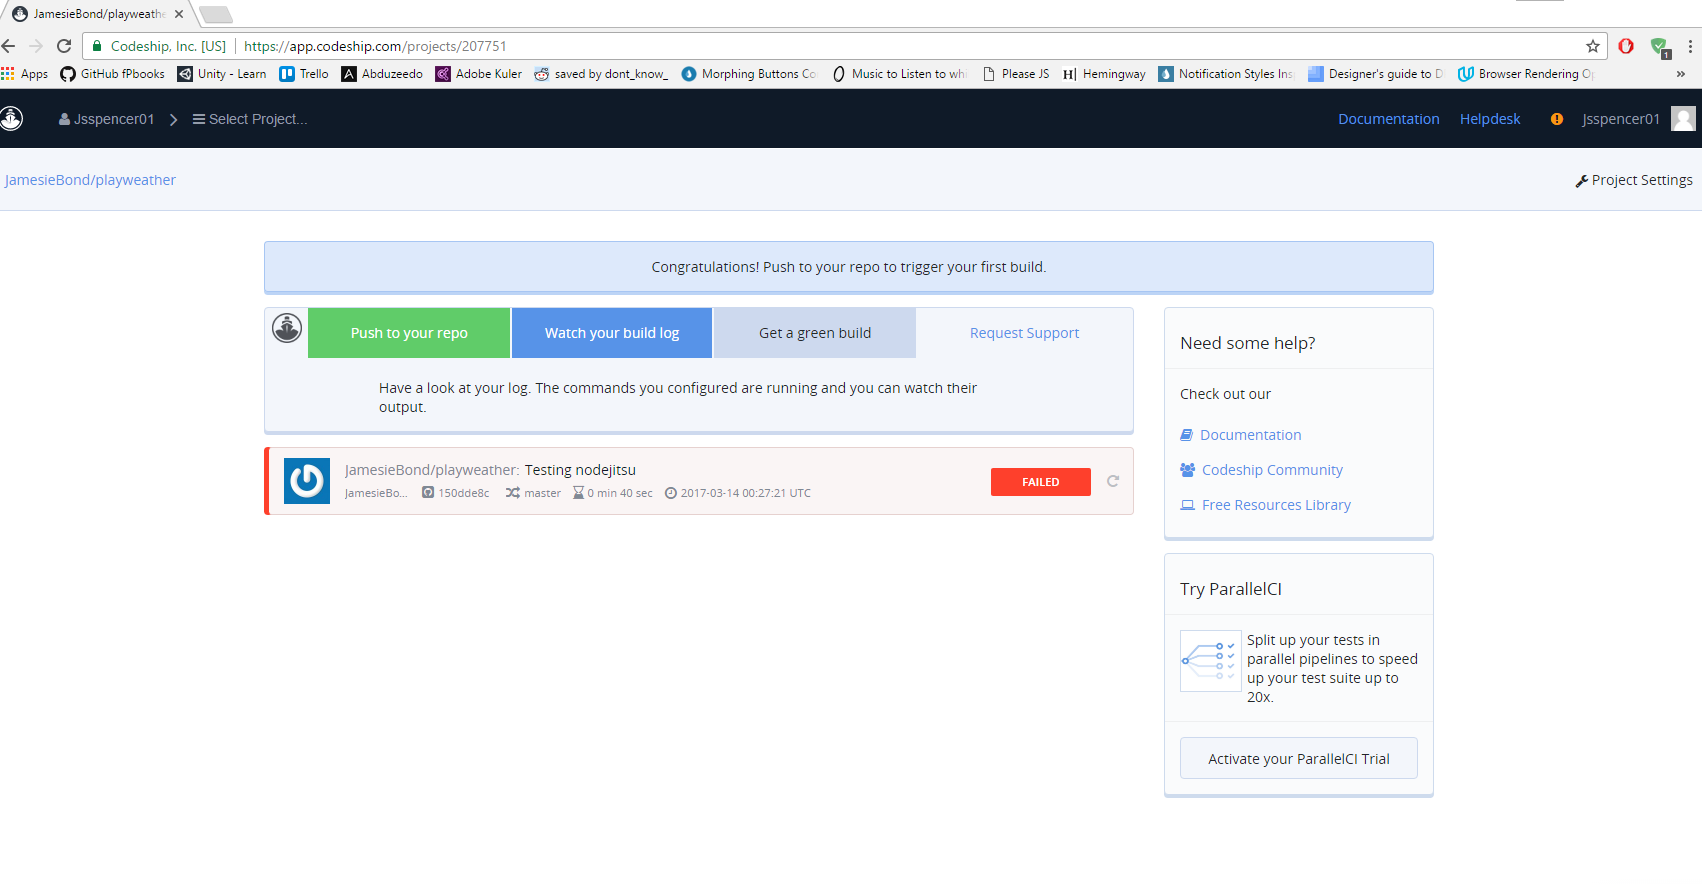 JamesieBond/playweathe
Codeship, Inc. [US] https://app.codeship.com/projects/207751
Apps GitHub fPbooks Unity - Learn Trello Abduzeedo Adobe Kuler saved by dont_know_ Morphing Buttons Co Music to Listen to whi Please JS Hemingway Notification Styles Ins Designer's guide to D Browser Rendering Op »
1
Jsspencer01 Select Project... Documentation Helpdesk Jsspencer01
JamesieBond/playweather Project Settings
Congratulations! Push to your repo to trigger your first build.
Push to your repo Watch your build log Get a green build Request Support
Have a look at your log. The commands you configured are running and you can watch their
output.
JamesieBond/playweather: Testing nodejitsu
JamesieBo... 150dde8c master 0 min 40 sec 2017-03-14 00:27:21 UTC
FAILED
Need some help?
Check out our
Documentation
Codeship Community
Free Resources Library
Try ParallelCI
Split up your tests in
parallel pipelines to speed
up your test suite up to
20x.
Activate your ParallelCI Trial